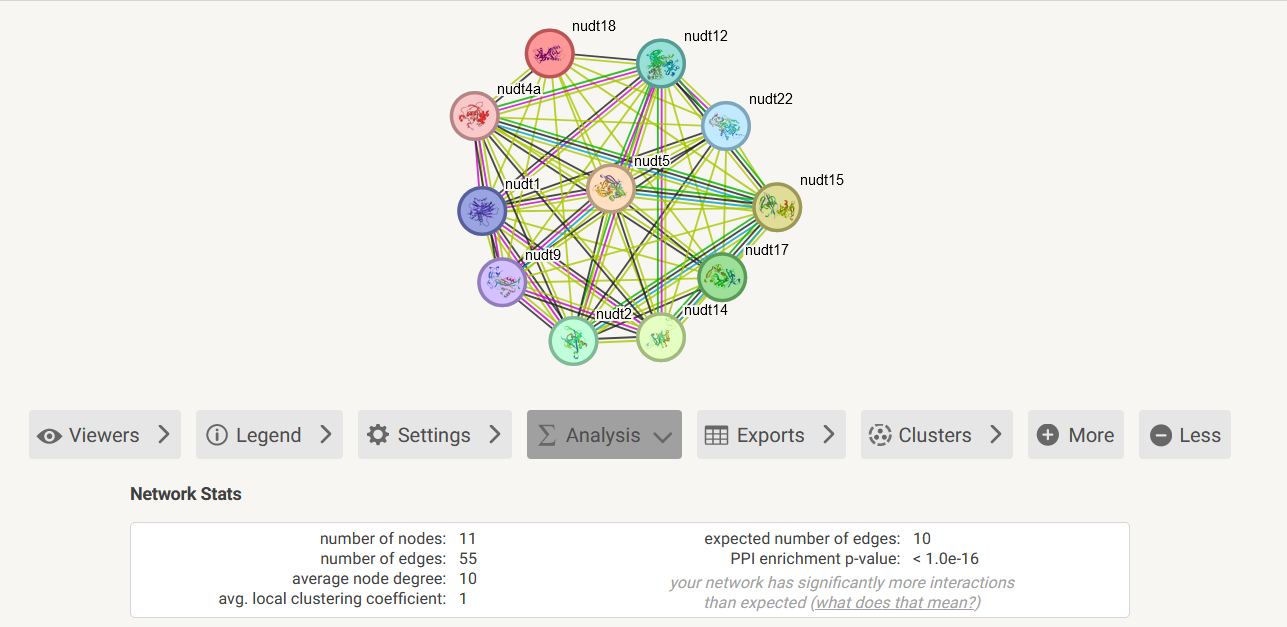 nudt18
nudt12
nudt4a
nudt22
nudt5
nudt15
nudt1
nudt17
nudt9
nudt2
nudt14
Viewers
Legend
Settings
Analysis
Exports
Clusters
More
Less
Network Stats
number of nodes: 11
number of edges: 55
average node degree: 10
avg. local clustering coefficient: 1
expected number of edges: 10
PPI enrichment p-value: < 1.0e-16
your network has significantly more interactions
than expected (what does that mean?)